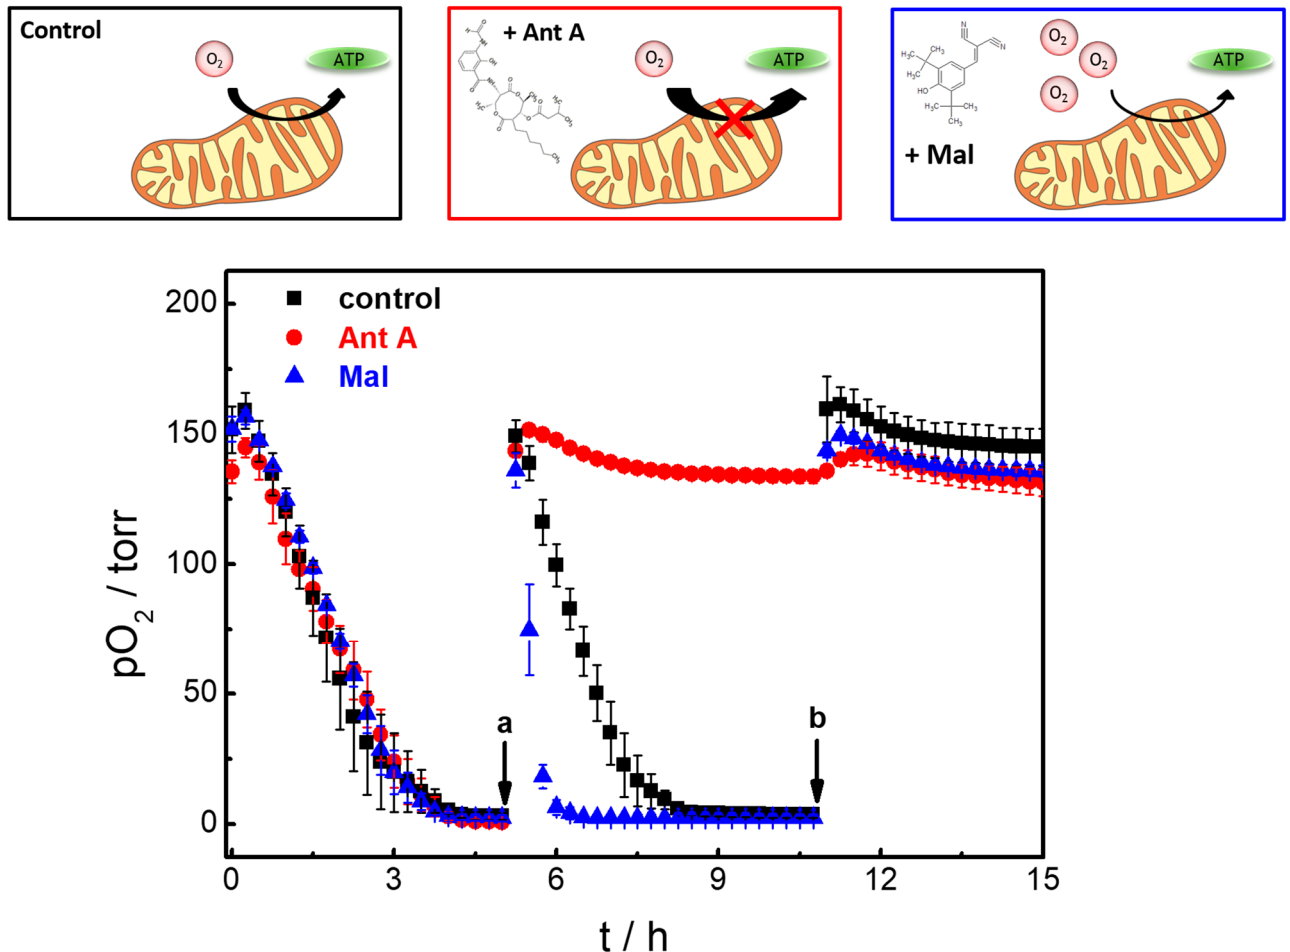 Control
O2
ATP
+ Ant A
O2
ATP
+ Mal
O2
O2
O2
ATP
control
Ant A
Mal
pO2 / torr
200
150
100
50
0
a
b
0
3
6
9
12
15
t / h